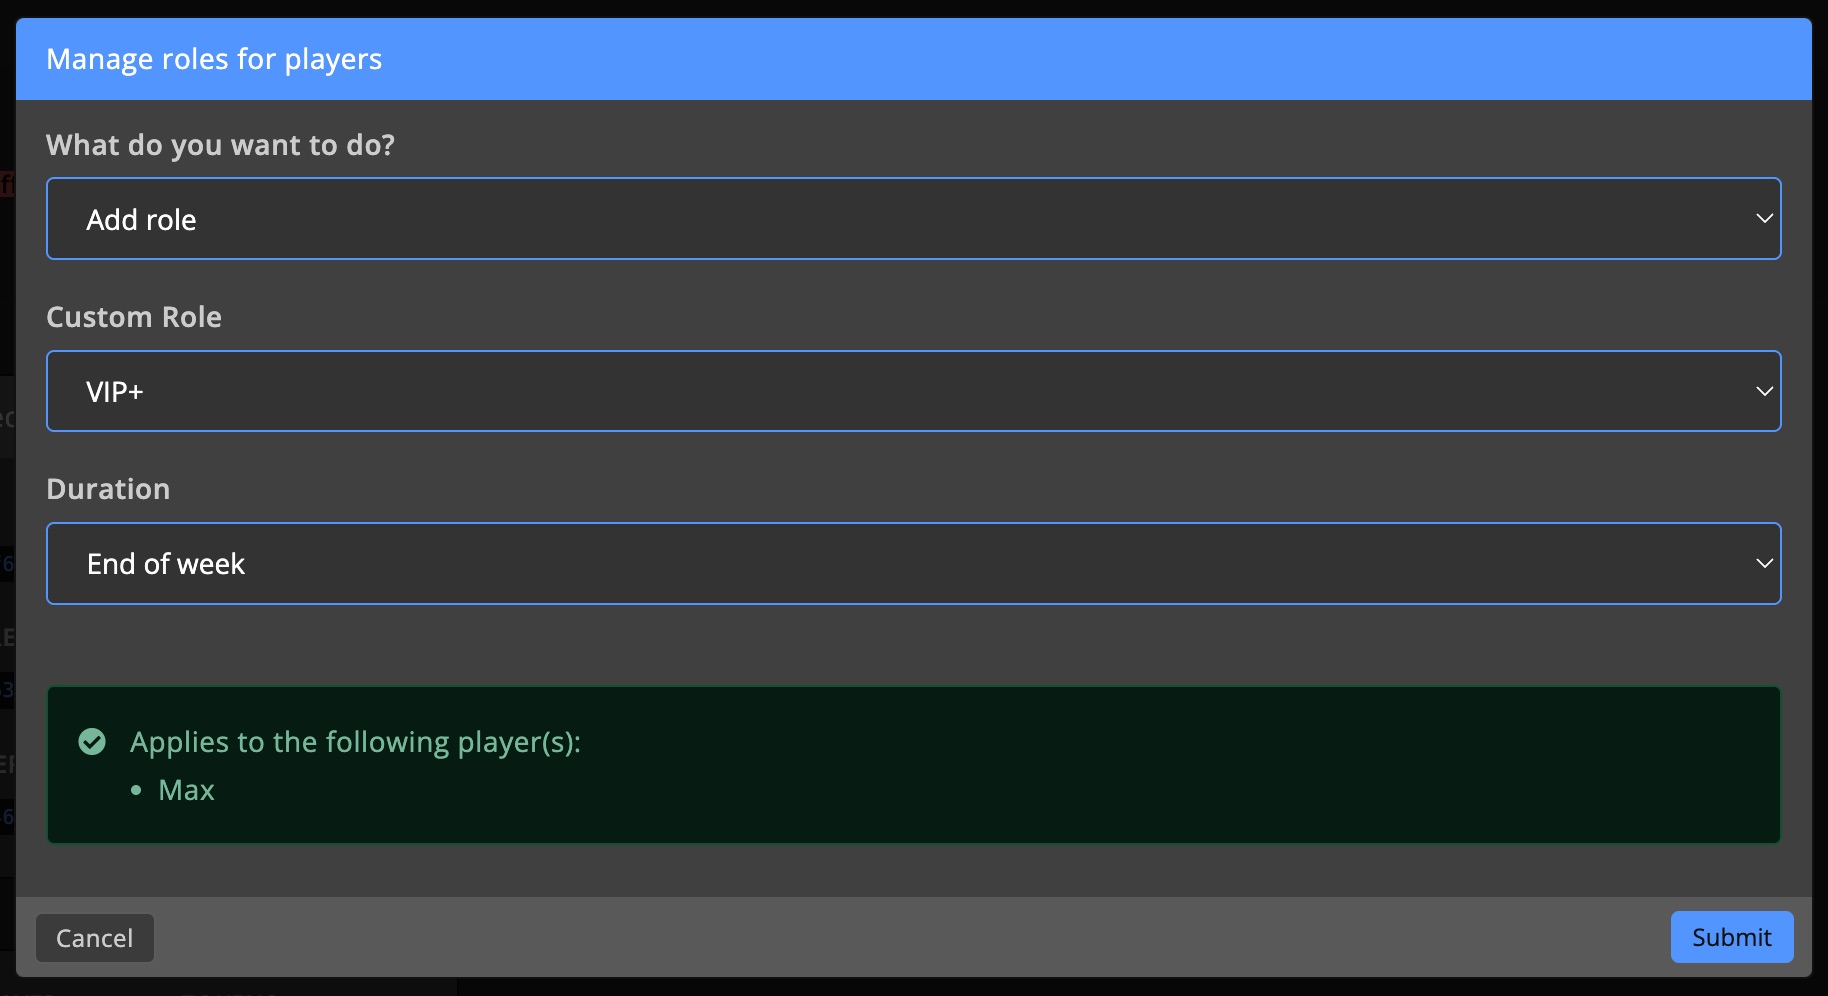 Manage roles for players
What do you want to do?
Add role
Custom Role
VIP+
Duration
End of week
Applies to the following player(s):
• Max
Cancel
Submit